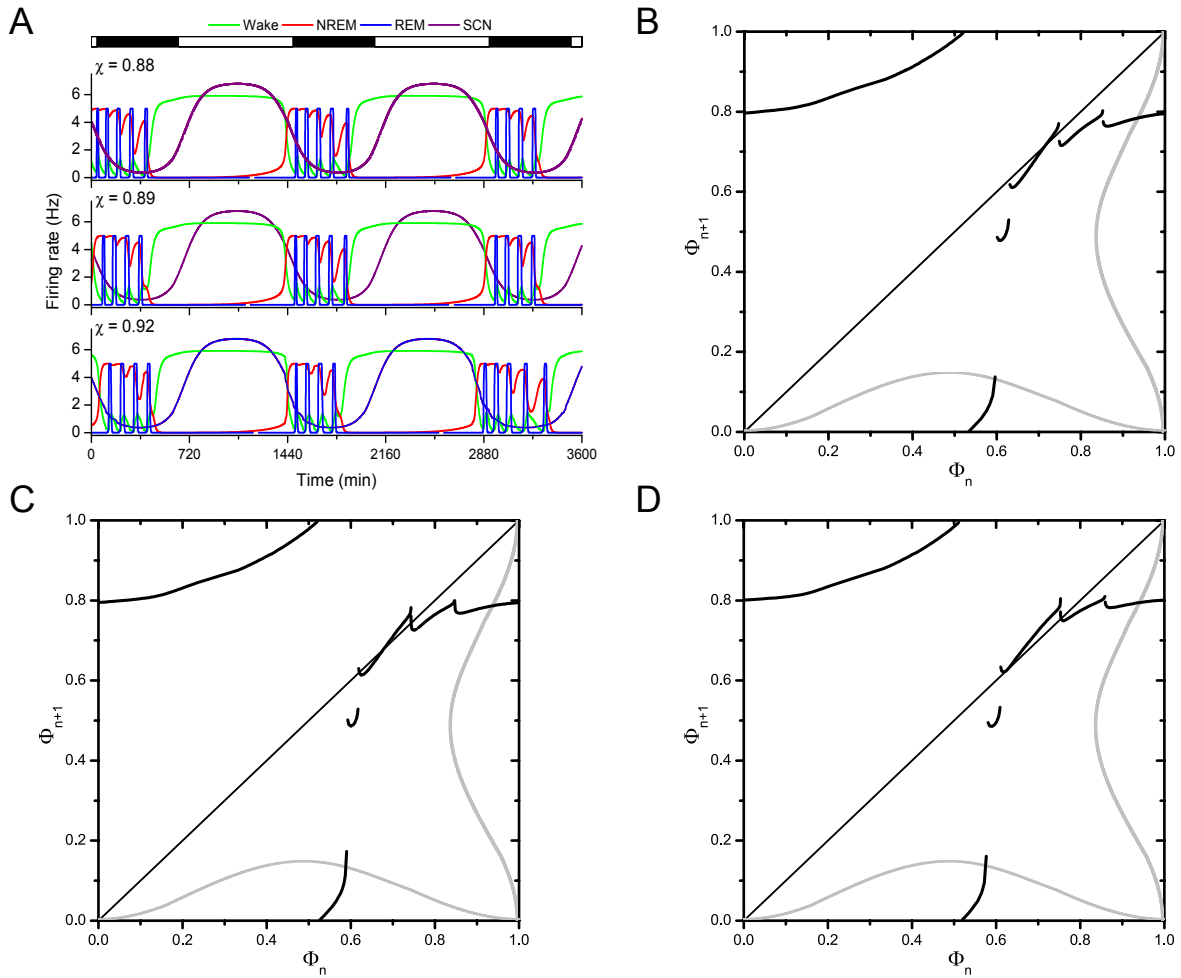 A
Wake NREM REM SCN
χ = 0.88
6
4
2
0
χ = 0.89
6
4
2
0
χ = 0.92
6
4
2
0
Firing rate (Hz)
0 720 1440 2160 2880 3600
Time (min)
B
1.0
0.8
0.6
0.4
0.2
0.0
Φn+1
0.0 0.2 0.4 0.6 0.8 1.0
Φn
C
1.0
0.8
0.6
0.4
0.2
0.0
Φn+1
0.0 0.2 0.4 0.6 0.8 1.0
Φn
D
1.0
0.8
0.6
0.4
0.2
0.0
Φn+1
0.0 0.2 0.4 0.6 0.8 1.0
Φn